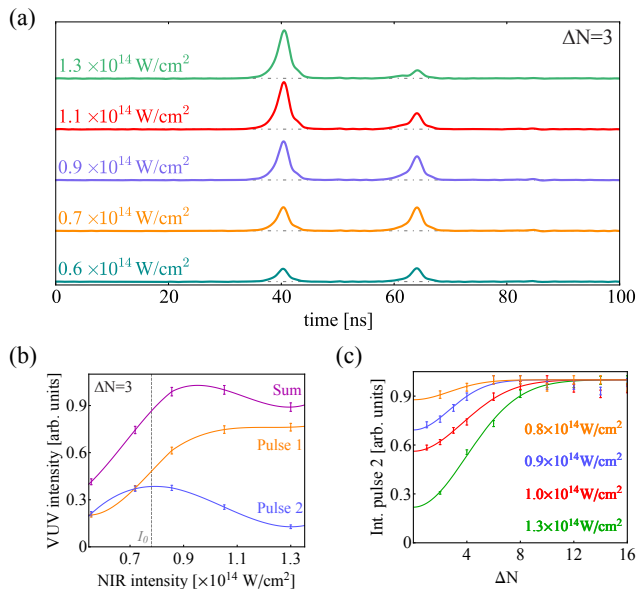 (a)
ΔN=3
1.3×10¹⁴ W/cm²
1.1×10¹⁴ W/cm²
0.9×10¹⁴ W/cm²
0.7×10¹⁴ W/cm²
0.6×10¹⁴ W/cm²
0 20 40 60 80 100
time [ns]
(b)
ΔN=3
Sum
Pulse 1
Pulse 2
I₀
0.9
0.6
0.3
0
0.7 0.9 1.1 1.3
VUV intensity [arb. units]
NIR intensity [×10¹⁴ W/cm²]
(c)
0.9
0.6
0.3
0
0.8×10¹⁴W/cm²
0.9×10¹⁴W/cm²
1.0×10¹⁴W/cm²
1.3×10¹⁴W/cm²
4 8 12 16
Int. pulse 2 [arb. units]
ΔN